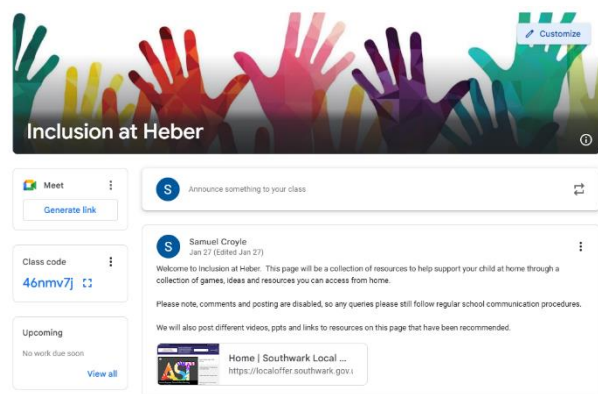 Customize
Inclusion at Heber
Meet
Generate link
Class code
46nmv7j
Upcoming
No work due soon
View all
S
Announce something to your class
S
Samuel Croyle
Jan 27 (Edited Jan 27)
Welcome to Inclusion at Heber. This page will be a collection of resources to help support your child at home through a
collection of games, ideas and resources you can access from home.
Please note, comments and posting are disabled, so any queries please still follow regular school communication procedures.
We will also post different videos, ppts and links to resources on this page that have been recommended.
Home | Southwark Local ...
https://localoffer.southwark.gov.u